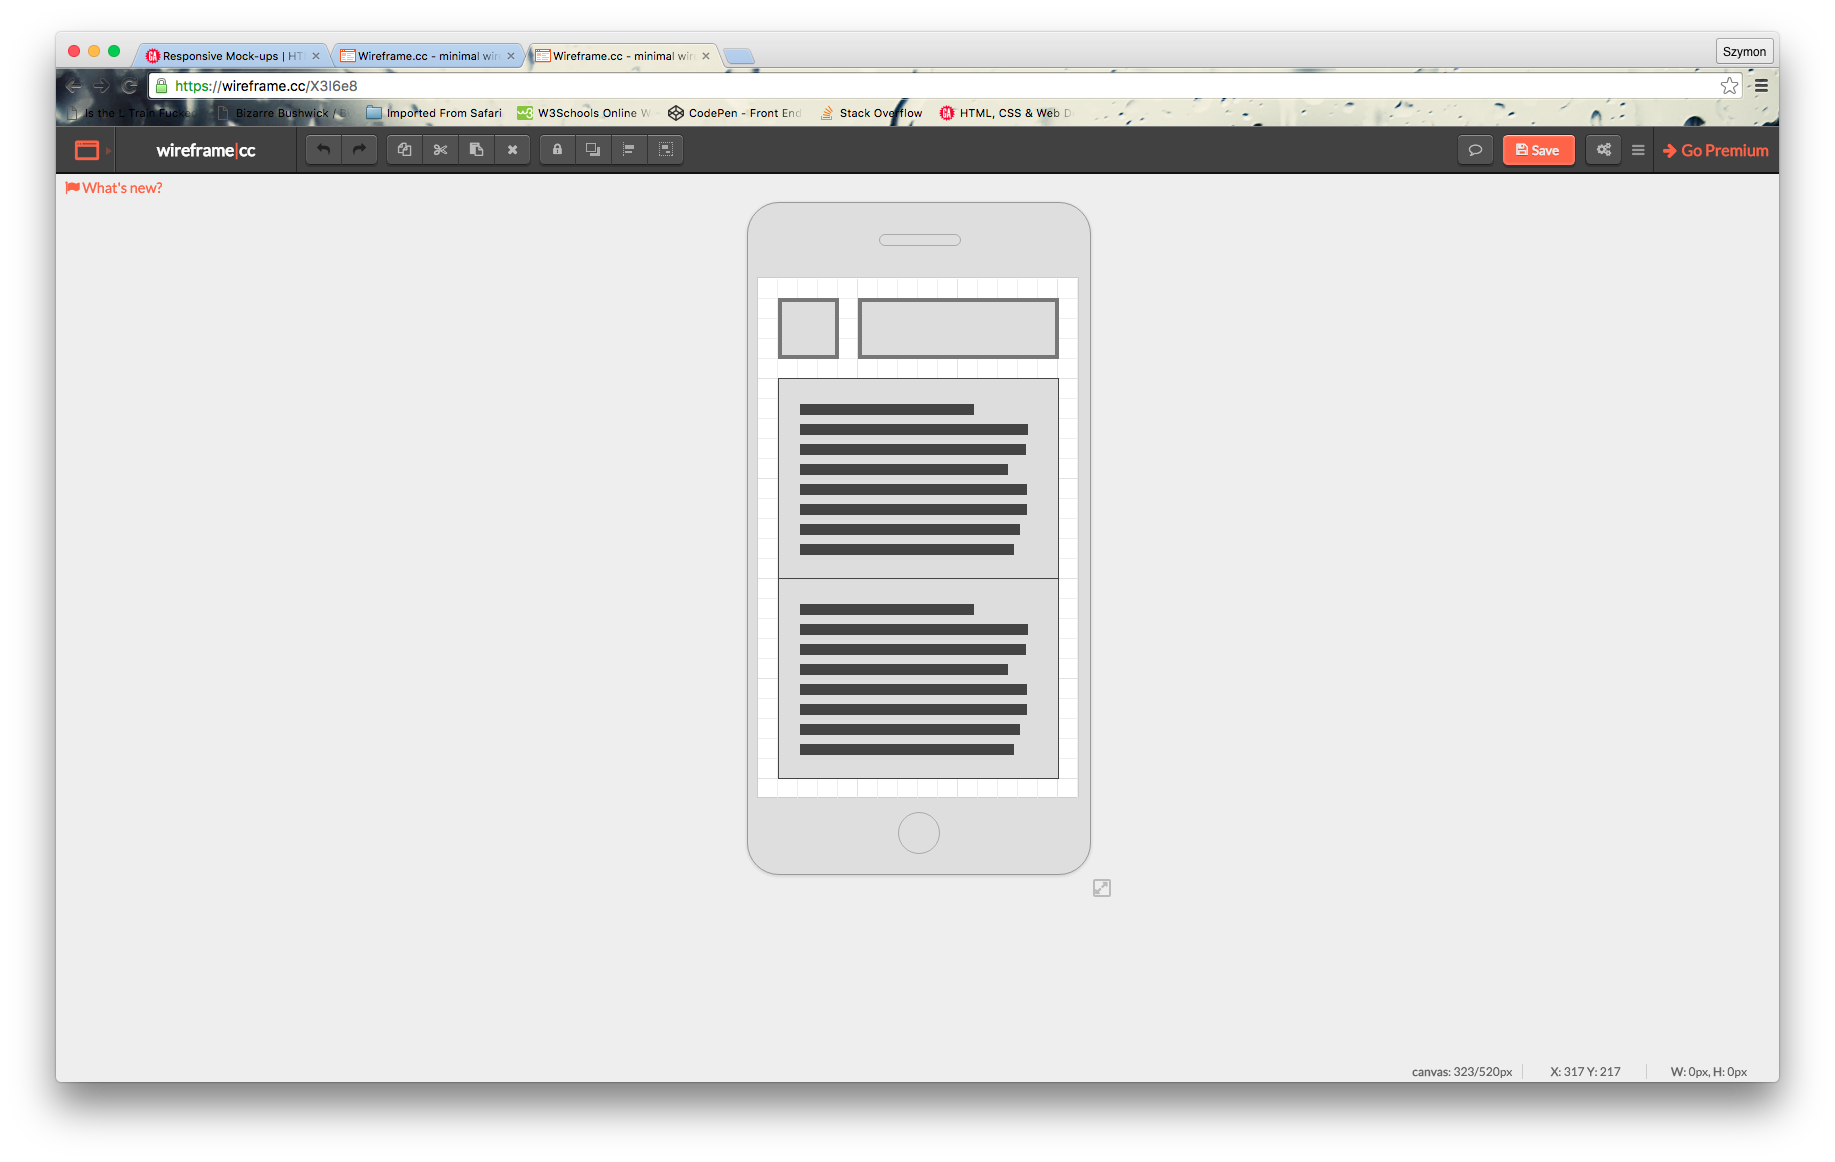 Responsive Mock-ups | HT
Wireframe.cc - minimal wir
Wireframe.cc - minimal wir
Szymon
https://wireframe.cc/X3I6e8
Is the L Train Fucke
Bizarre Bushwick / B
Imported From Safari
W3Schools Online W
CodePen - Front End
Stack Overflow
HTML, CSS & Web D
wireframe|cc
Save
Go Premium
What's new?
canvas: 323/520px
X: 317 Y: 217
W: 0px, H: 0px